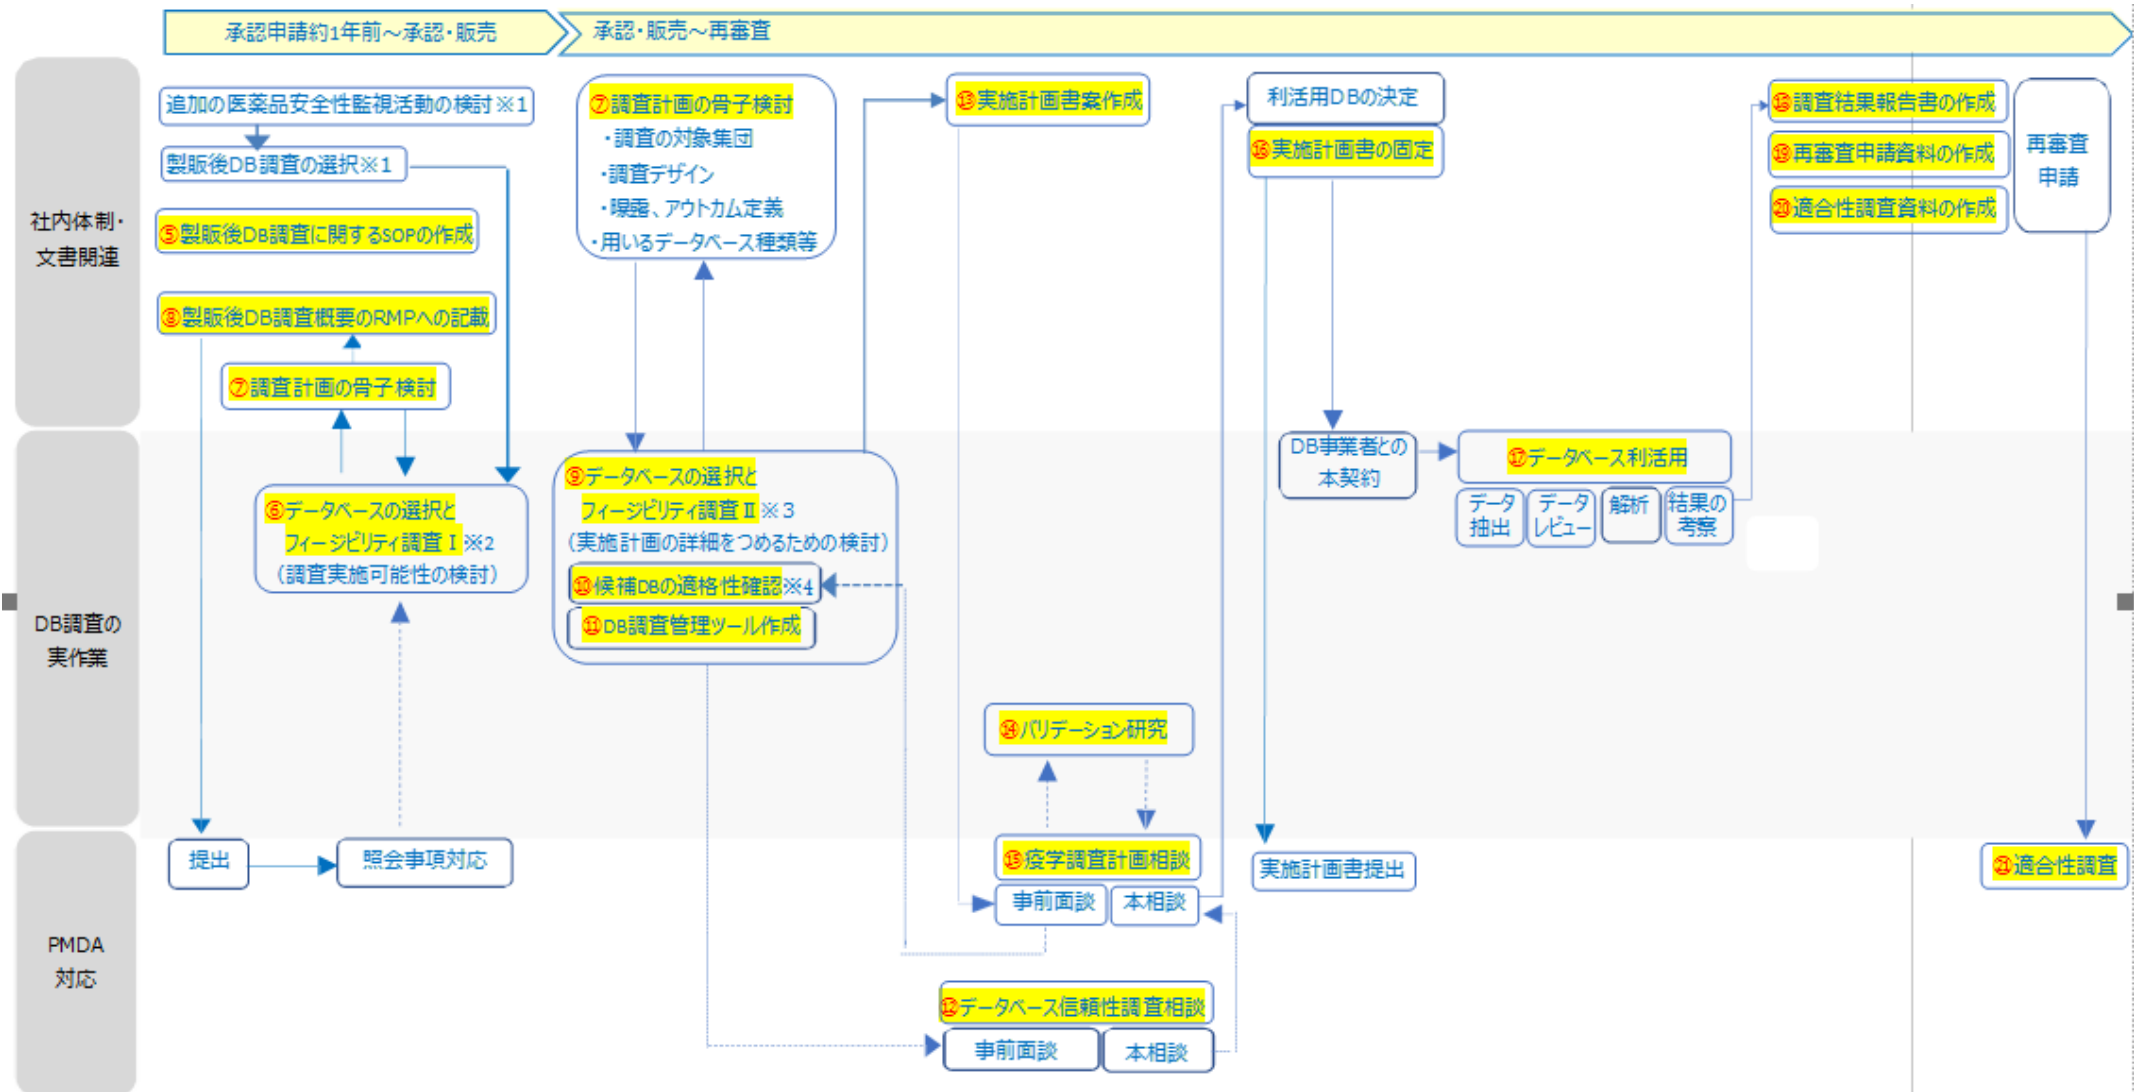 承認申請約1年前～承認・販売
承認・販売～再審査
社内体制・
文書関連
追加の医薬品安全性監視活動の検討※1
製販後DB調査の選択※1
⑤製販後DB調査に関するSOPの作成
⑧製販後DB調査概要のRMPへの記載
⑦調査計画の骨子検討
⑦調査計画の骨子検討
・調査の対象集団
・調査デザイン
・曝露、アウトカム定義
・用いるデータベース種類等
⑬実施計画書案作成
利活用DBの決定
⑯実施計画書の固定
⑱調査結果報告書の作成
⑲再審査申請資料の作成
⑳適合性調査資料の作成
再審査
申請
DB調査の
実作業
⑥データベースの選択と
フィージビリティ調査Ⅰ※2
（調査実施可能性の検討）
⑨データベースの選択と
フィージビリティ調査Ⅱ※3
（実施計画の詳細をつめるための検討）
⑩候補DBの適格性確認※4
⑪DB調査管理ツール作成
⑭バリデーション研究
DB事業者との
本契約
⑰データベース利活用
データ
抽出
データ
レビュー
解析
結果の
考察
PMDA
対応
提出
照会事項対応
⑮疫学調査計画相談
事前面談
本相談
⑫データベース信頼性調査相談
事前面談
本相談
実施計画書提出
㉑適合性調査